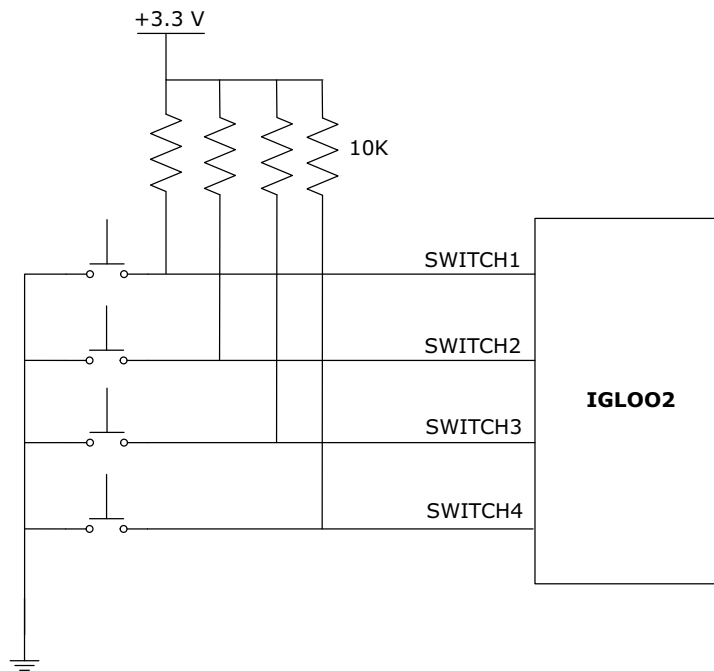 +3.3 V
10K
SWITCH1
SWITCH2
IGLOO2
SWITCH3
SWITCH4